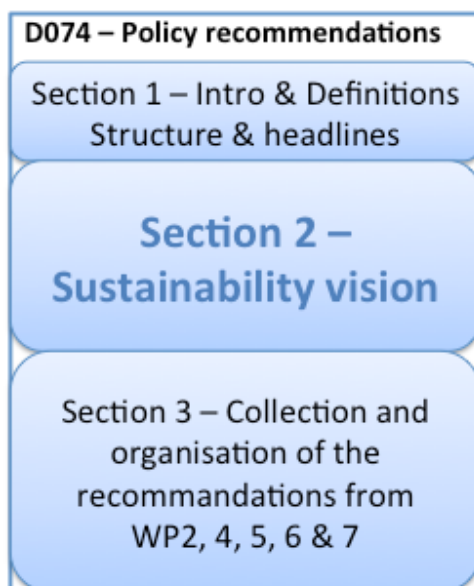 D074 – Policy recommendations
Section 1 – Intro & Definitions
Structure & headlines
Section 2 –
Sustainability vision
Section 3 – Collection and
organisation of the
recommandations from
WP2, 4, 5, 6 & 7